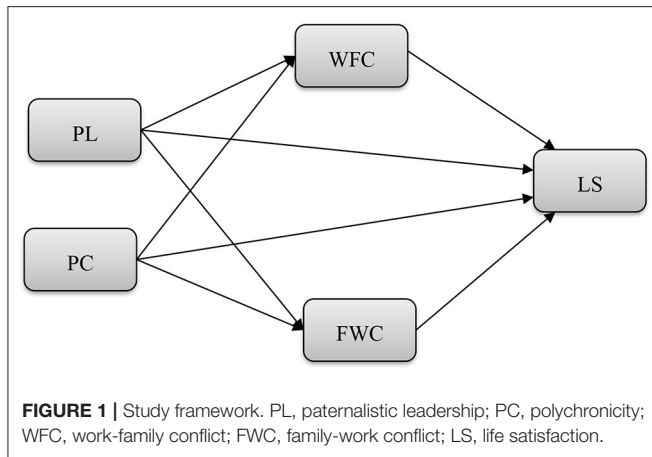 WFC
PL
LS
PC
FWC
FIGURE 1 | Study framework. PL, paternalistic leadership; PC, polychronicity;
WFC, work-family conflict; FWC, family-work conflict; LS, life satisfaction.